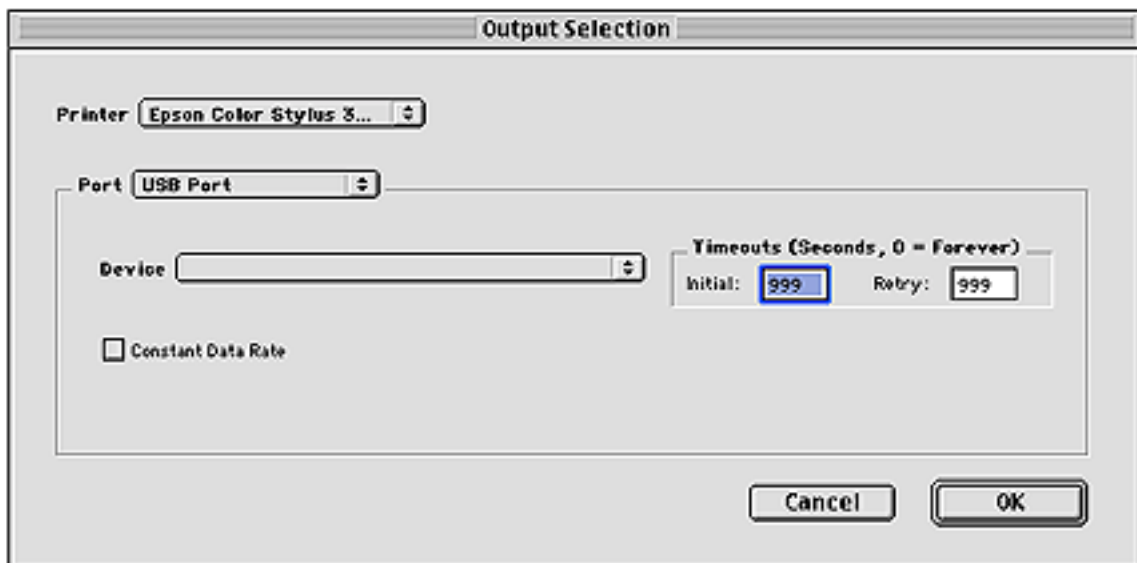 Output Selection
Printer Epson Color Stylus 3...
Port USB Port
Timeouts (Seconds, 0 = Forever)
Device
Initial: 999 Retry: 999
Constant Data Rate
Cancel OK